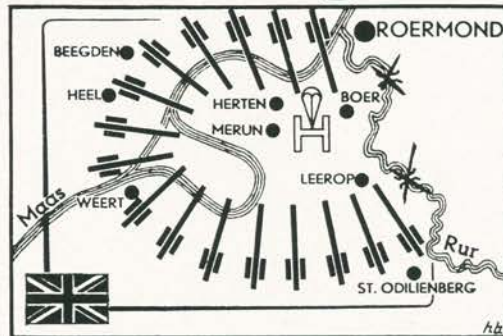 ROERMOND
BEEGDEN
HEEL
HERTEN
BOER
MERUN
LEEROP
WEERT
Maas
Rur
ST. ODILIENBERG
h.b.